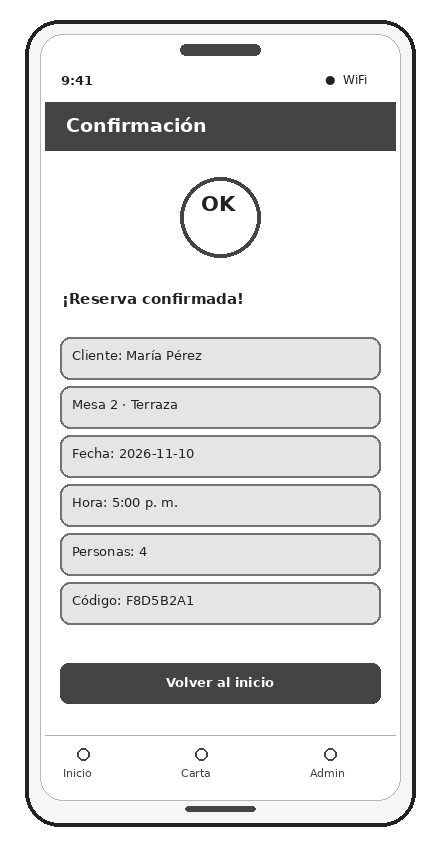 9:41
WiFi
Confirmación
OK
¡Reserva confirmada!
Cliente: María Pérez
Mesa 2 · Terraza
Fecha: 2026-11-10
Hora: 5:00 p. m.
Personas: 4
Código: F8D5B2A1
Volver al inicio
Inicio
Carta
Admin